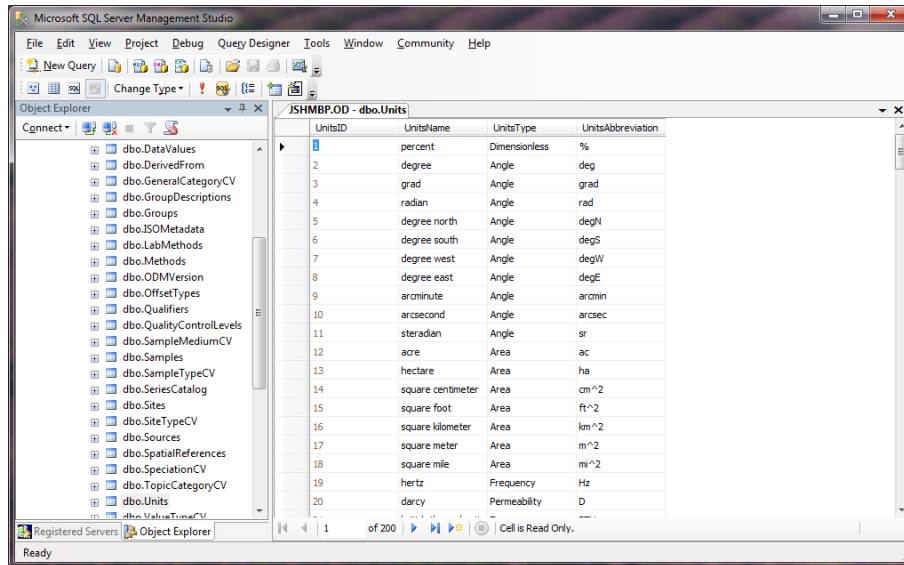 Microsoft SQL Server Management Studio
File Edit View Project Debug Query Designer Tools Window Community Help
New Query
Change Type
Object Explorer
Connect
dbo.DataValues
dbo.DerivedFrom
dbo.GeneralCategoryCV
dbo.GroupDescriptions
dbo.Groups
dbo.ISOMetadata
dbo.LabMethods
dbo.Methods
dbo.ODMVersion
dbo.OffsetTypes
dbo.Qualifiers
dbo.QualityControlLevels
dbo.SampleMediumCV
dbo.Samples
dbo.SampleTypeCV
dbo.SeriesCatalog
dbo.Sites
dbo.SiteTypeCV
dbo.Sources
dbo.SpatialReferences
dbo.SpeciationCV
dbo.TopicCategoryCV
dbo.Units
dbo.ValueTypeCV
Registered Servers Object Explorer
JSHMBP.OD - dbo.Units
UnitsID UnitsName UnitsType UnitsAbbreviation
1 percent Dimensionless %
2 degree Angle deg
3 grad Angle grad
4 radian Angle rad
5 degree north Angle degN
6 degree south Angle degS
7 degree west Angle degW
8 degree east Angle degE
9 arcminute Angle arcmin
10 arcsecond Angle arcsec
11 steradian Angle sr
12 acre Area ac
13 hectare Area ha
14 square centimeter Area cm^2
15 square foot Area ft^2
16 square kilometer Area km^2
17 square meter Area m^2
18 square mile Area mi^2
19 hertz Frequency Hz
20 darcy Permeability D
1 of 200 Cell is Read Only.
Ready